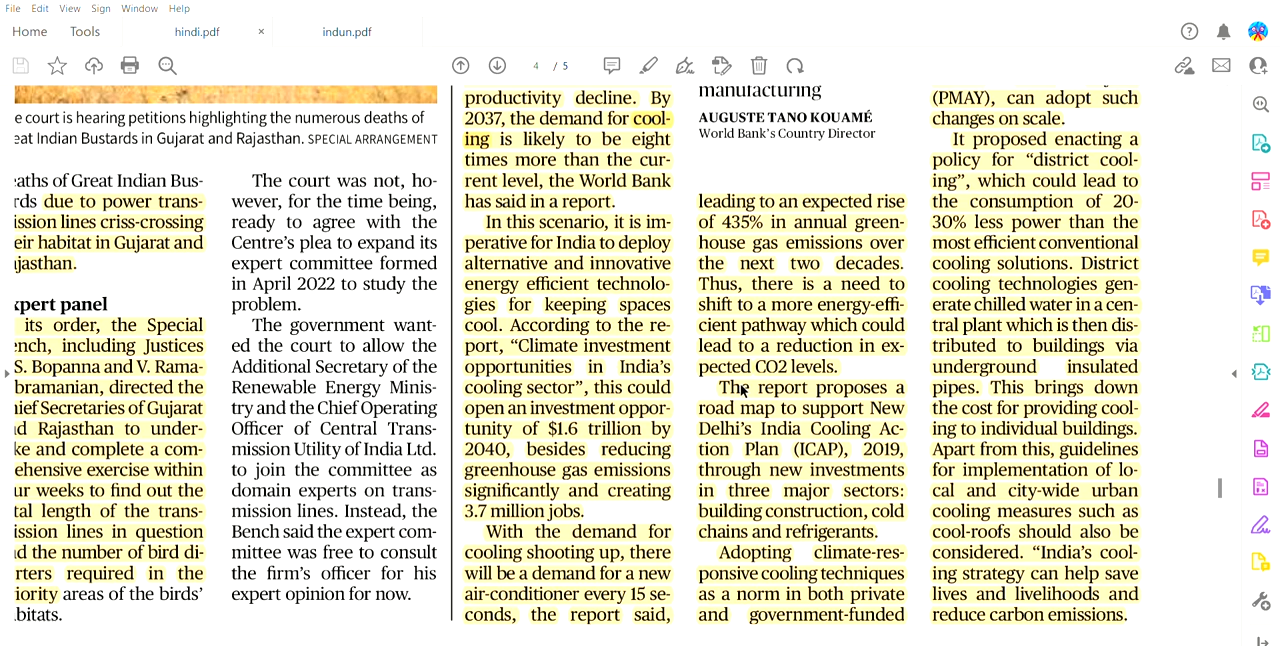 File Edit View Sign Window Help
Home Tools hindi.pdf × indun.pdf
4 / 5
e court is hearing petitions highlighting the numerous deaths of
eat Indian Bustards in Gujarat and Rajasthan. SPECIAL ARRANGEMENT
aths of Great Indian Bus-
rds due to power trans-
ission lines criss-crossing
eir habitat in Gujarat and
ajasthan.
xpert panel
its order, the Special
ench, including Justices
S. Bopanna and V. Rama-
bramanian, directed the
hief Secretaries of Gujarat
d Rajasthan to under-
ke and complete a com-
ehensive exercise within
ur weeks to find out the
tal length of the trans-
ission lines in question
d the number of bird di-
rters required in the
iority areas of the birds’
bitats.
The court was not, ho-
wever, for the time being,
ready to agree with the
Centre’s plea to expand its
expert committee formed
in April 2022 to study the
problem.
The government want-
ed the court to allow the
Additional Secretary of the
Renewable Energy Minis-
try and the Chief Operating
Officer of Central Trans-
mission Utility of India Ltd.
to join the committee as
domain experts on trans-
mission lines. Instead, the
Bench said the expert com-
mittee was free to consult
the firm’s officer for his
expert opinion for now.
productivity decline. By
2037, the demand for cool-
ing is likely to be eight
times more than the cur-
rent level, the World Bank
has said in a report.
In this scenario, it is im-
perative for India to deploy
alternative and innovative
energy efficient technolo-
gies for keeping spaces
cool. According to the re-
port, “Climate investment
opportunities in India’s
cooling sector”, this could
open an investment oppor-
tunity of $1.6 trillion by
2040, besides reducing
greenhouse gas emissions
significantly and creating
3.7 million jobs.
With the demand for
cooling shooting up, there
will be a demand for a new
air-conditioner every 15 se-
conds, the report said,
manufacturing
AUGUSTE TANO KOUAMÉ
World Bank’s Country Director
leading to an expected rise
of 435% in annual green-
house gas emissions over
the next two decades.
Thus, there is a need to
shift to a more energy-effi-
cient pathway which could
lead to a reduction in ex-
pected CO2 levels.
The report proposes a
road map to support New
Delhi’s India Cooling Ac-
tion Plan (ICAP), 2019,
through new investments
in three major sectors:
building construction, cold
chains and refrigerants.
Adopting climate-res-
ponsive cooling techniques
as a norm in both private
and government-funded
(PMAY), can adopt such
changes on scale.
It proposed enacting a
policy for “district cool-
ing”, which could lead to
the consumption of 20-
30% less power than the
most efficient conventional
cooling solutions. District
cooling technologies gen-
erate chilled water in a cen-
tral plant which is then dis-
tributed to buildings via
underground insulated
pipes. This brings down
the cost for providing cool-
ing to individual buildings.
Apart from this, guidelines
for implementation of lo-
cal and city-wide urban
cooling measures such as
cool-roofs should also be
considered. “India’s cool-
ing strategy can help save
lives and livelihoods and
reduce carbon emissions.